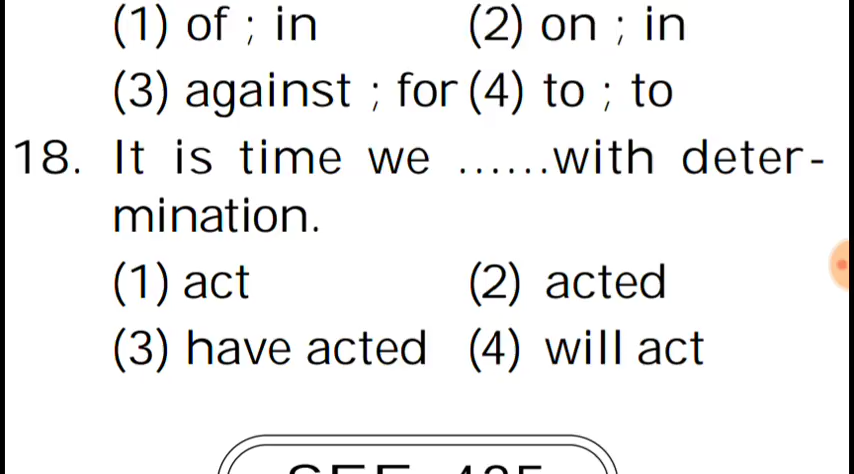 (1) of ; in (2) on ; in
(3) against ; for (4) to ; to
18. It is time we ......with deter-
mination.
(1) act (2) acted
(3) have acted (4) will act